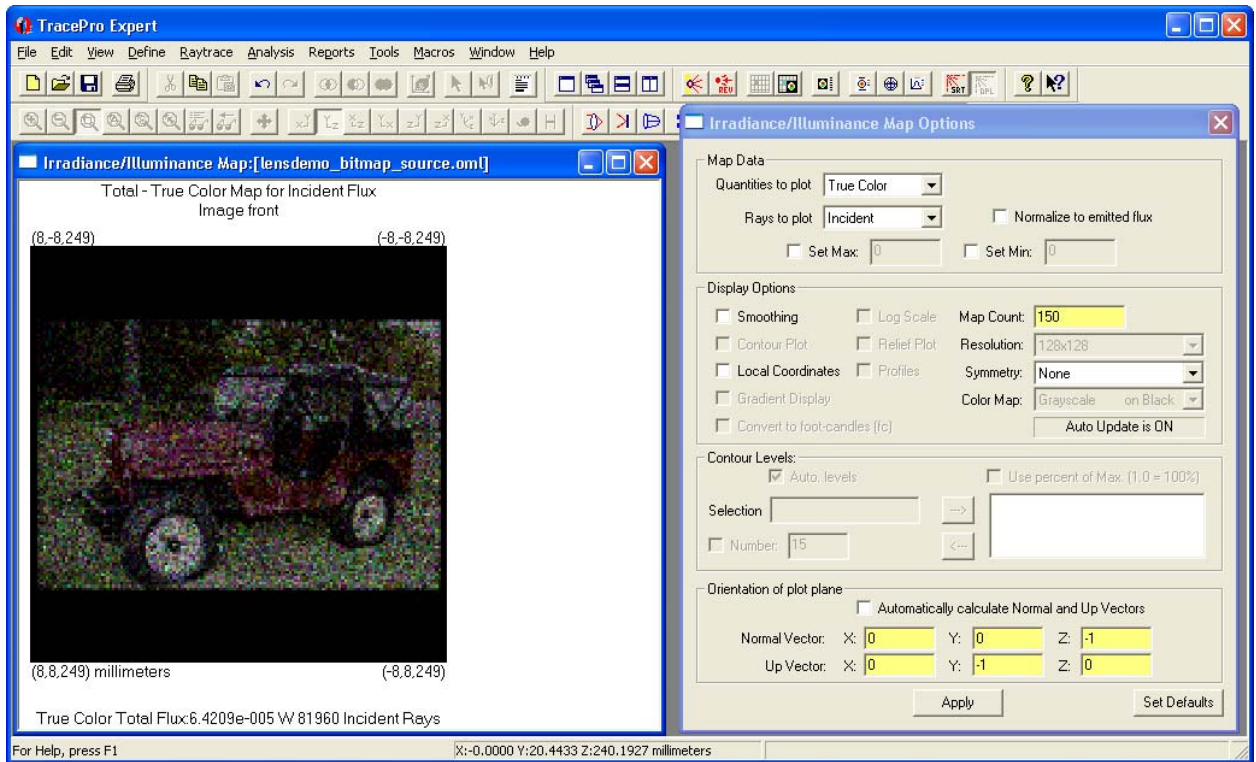 TracePro Expert
File Edit View Define Raytrace Analysis Reports Tools Macros Window Help
Irradiance/Illuminance Map:[lensdemo_bitmap_source.oml]
Total - True Color Map for Incident Flux
Image front
(8,-8,249) (-8,-8,249)
(8,8,249) millimeters (-8,8,249)
True Color Total Flux:6.4209e-005 W 81960 Incident Rays
Irradiance/Illuminance Map Options
Map Data
Quantities to plot True Color
Rays to plot Incident Normalize to emitted flux
Set Max: 0 Set Min: 0
Display Options
Smoothing Log Scale Map Count: 150
Contour Plot Relief Plot Resolution: 128x128
Local Coordinates Profiles Symmetry: None
Gradient Display Color Map: Grayscale on Black
Convert to foot-candles (fc) Auto Update is ON
Contour Levels:
Auto. levels Use percent of Max. (1.0 = 100%)
Selection --->
Number: 15 <---
Orientation of plot plane
Automatically calculate Normal and Up Vectors
Normal Vector: X: 0 Y: 0 Z: -1
Up Vector: X: 0 Y: -1 Z: 0
Apply Set Defaults
For Help, press F1 X:-0.0000 Y:20.4433 Z:240.1927 millimeters